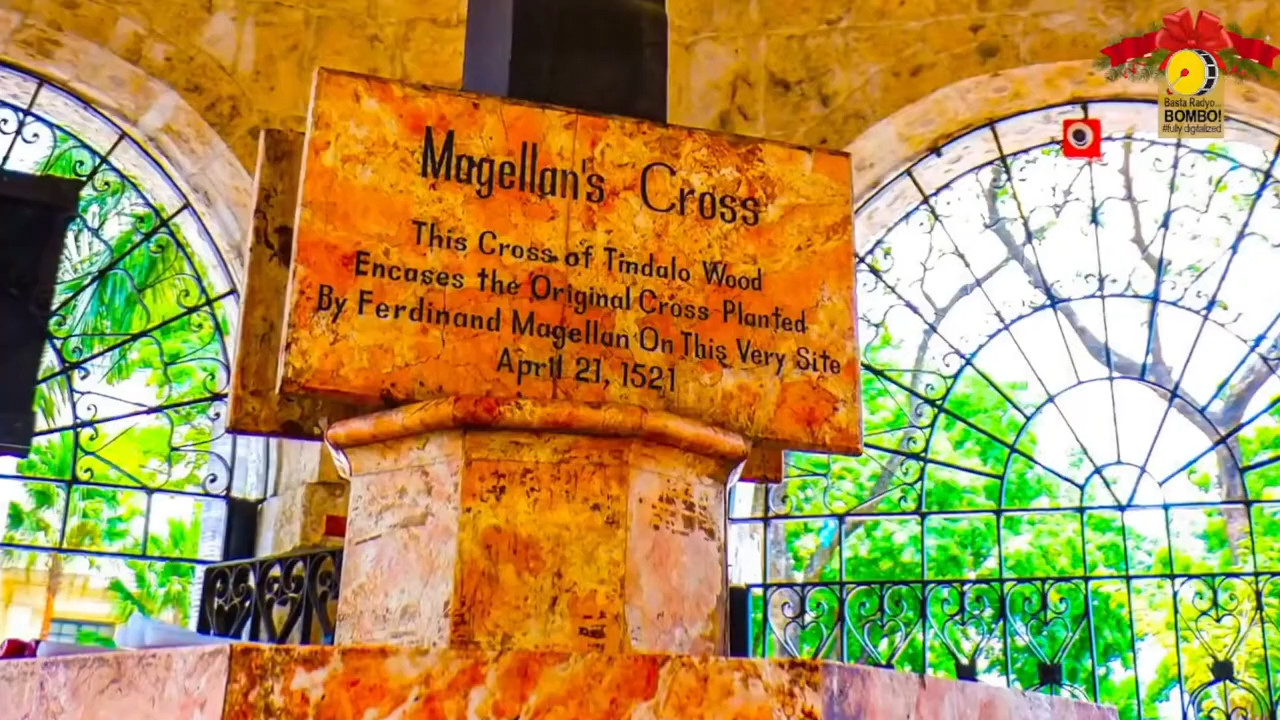 Basta Radyo...
BOMBO!
#fully digitalized
Magellan's Cross
This Cross of Tindalo Wood
Encases the Original Cross Planted
By Ferdinand Magellan On This Very Site
April 21, 1521